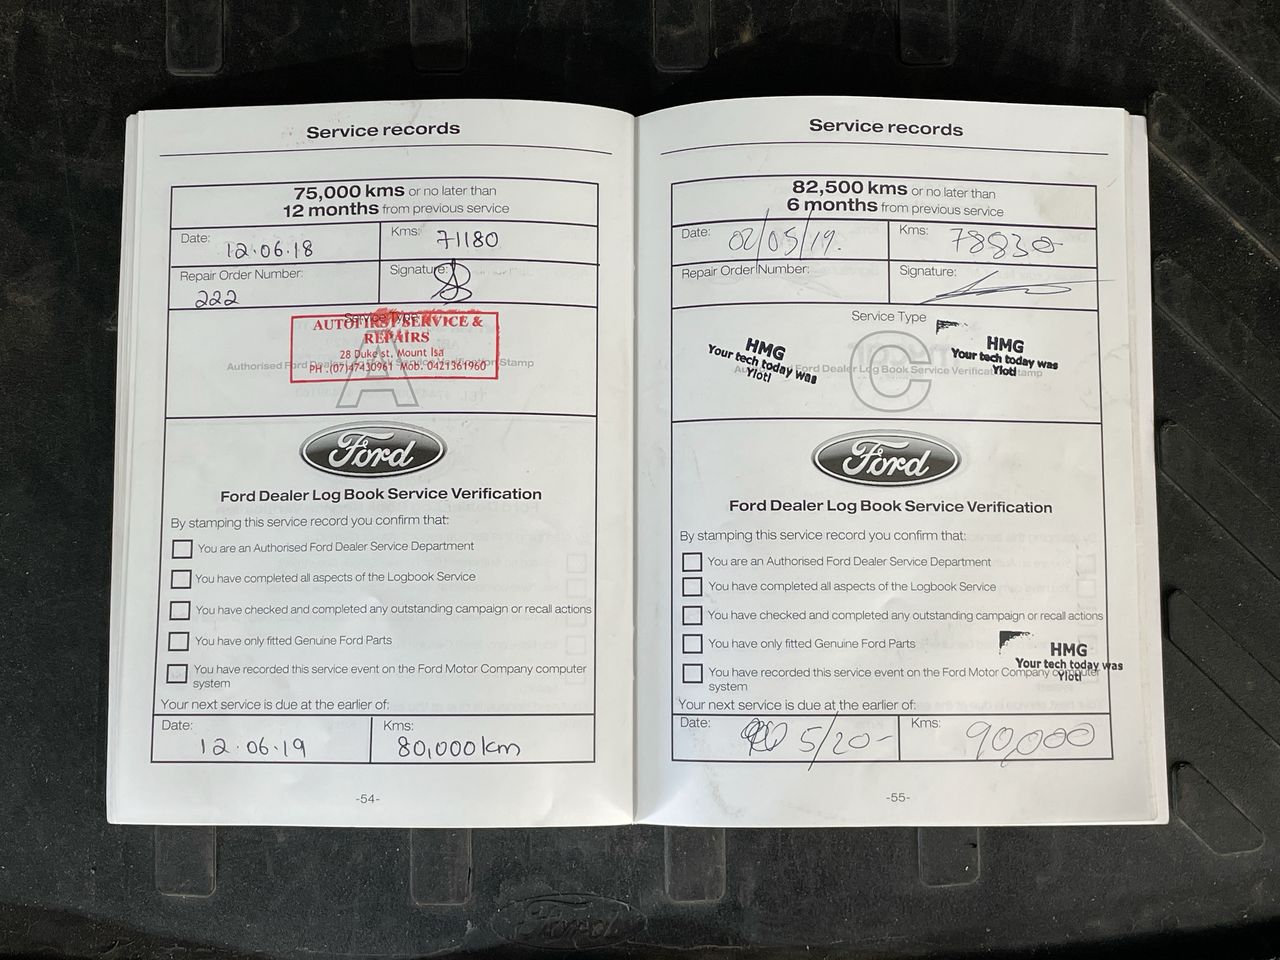 Service records
75,000 kms or no later than
12 months from previous service
Date: 12.06.18 Kms: 71180
Repair Order Number: 222 Signature:
Service Type
A
AUTOFIRST SERVICE &
REPAIRS
28 Duke st, Mount Isa
PH :(07)47430961 Mob. 0421361960
Authorised Ford Dealer Log Book Service Verification Stamp
Ford
Ford Dealer Log Book Service Verification
By stamping this service record you confirm that:
You are an Authorised Ford Dealer Service Department
You have completed all aspects of the Logbook Service
You have checked and completed any outstanding campaign or recall actions
You have only fitted Genuine Ford Parts
You have recorded this service event on the Ford Motor Company computer
system
Your next service is due at the earlier of:
Date: 12.06.19 Kms: 80,000km
-54-
Service records
82,500 kms or no later than
6 months from previous service
Date: 02/05/19. Kms: 78830
Repair Order Number: Signature:
Service Type
C
HMG
Your tech today was
Yloti
HMG
Your tech today was
Yloti
Ford Dealer Log Book Service Verification Stamp
Ford
Ford Dealer Log Book Service Verification
By stamping this service record you confirm that:
You are an Authorised Ford Dealer Service Department
You have completed all aspects of the Logbook Service
You have checked and completed any outstanding campaign or recall actions
You have only fitted Genuine Ford Parts
HMG
Your tech today was
Yloti
You have recorded this service event on the Ford Motor Company computer
system
Your next service is due at the earlier of:
Date: 5/20- Kms: 90,000
-55-
Ford